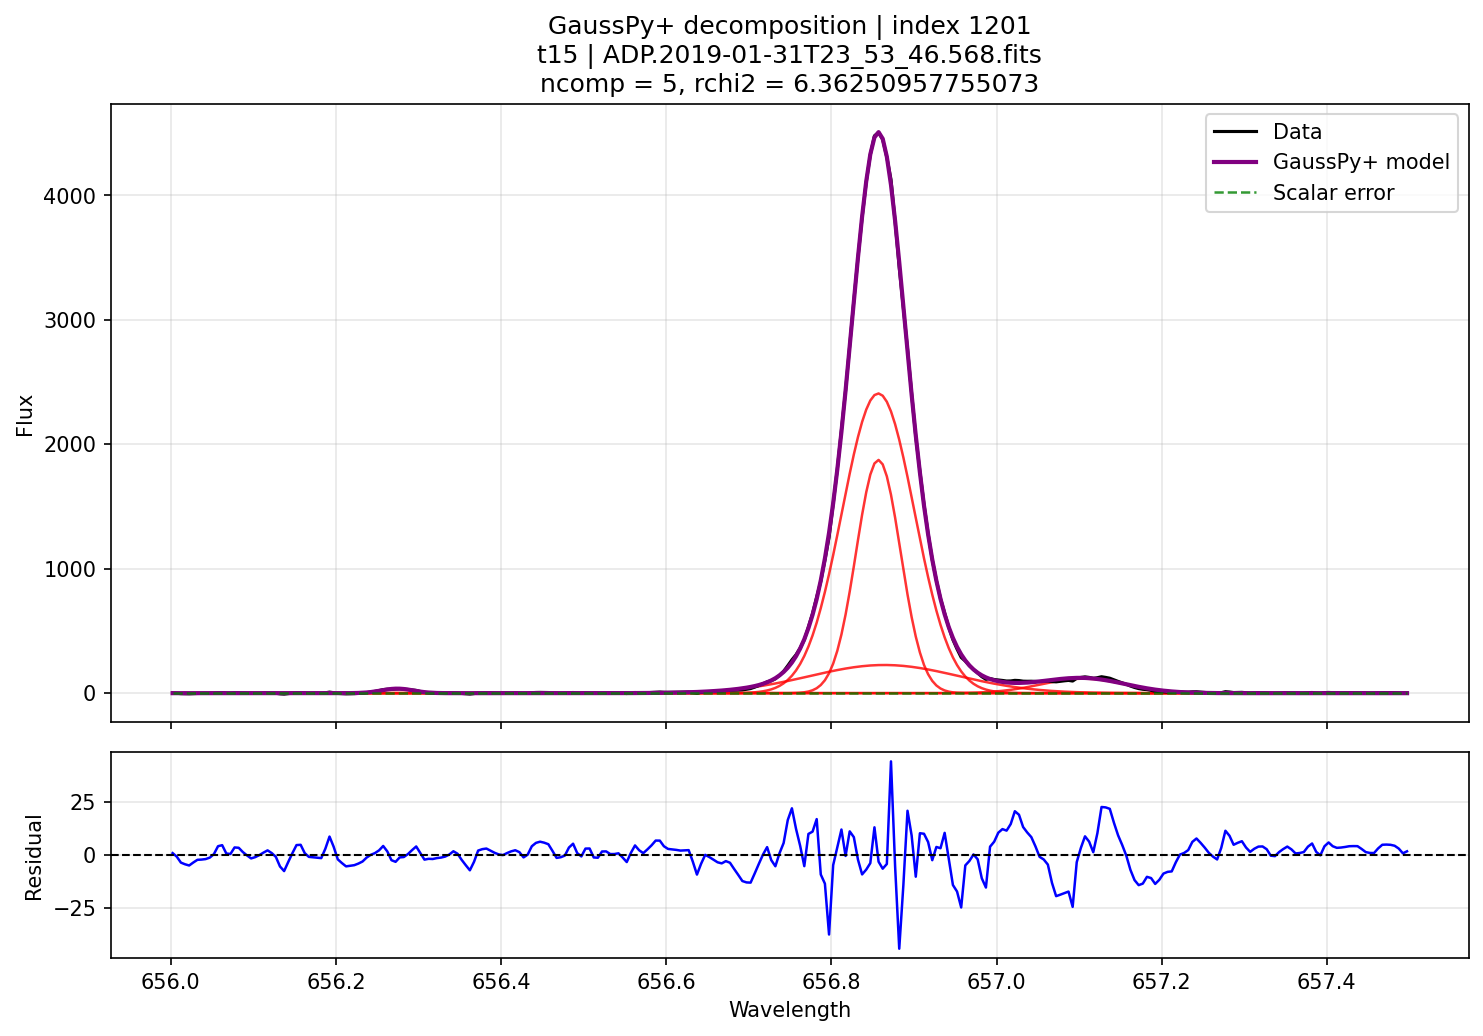 GaussPy+ decomposition | index 1201
t15 | ADP.2019-01-31T23_53_46.568.fits
ncomp = 5, rchi2 = 6.36250957755073
Data
GaussPy+ model
Scalar error
Flux
4000
3000
2000
1000
0
Residual
25
0
−25
656.0 656.2 656.4 656.6 656.8 657.0 657.2 657.4
Wavelength